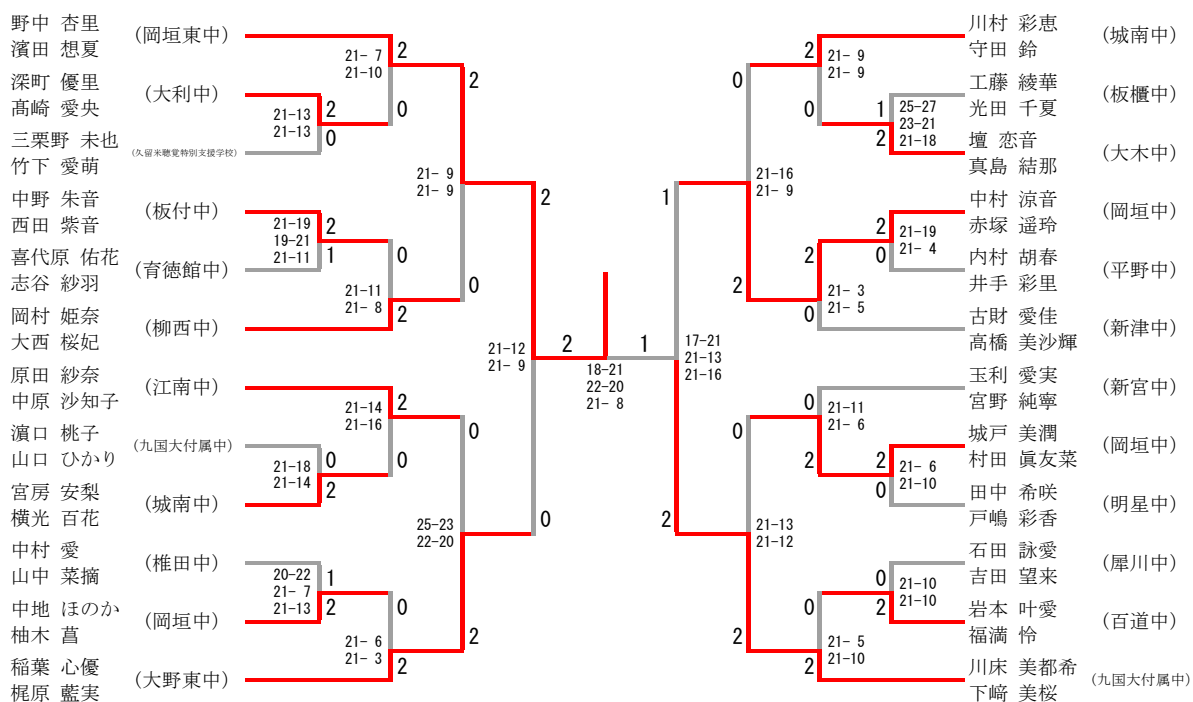 野中 杏里
濱田 想夏
(岡垣東中)
深町 優里
髙崎 愛央
(大利中)
三栗野 未也
竹下 愛萌
(久留米聴覚特別支援学校)
中野 朱音
西田 紫音
(板付中)
喜代原 佑花
志谷 紗羽
(育徳館中)
岡村 姫奈
大西 桜妃
(柳西中)
原田 紗奈
中原 沙知子
(江南中)
濵口 桃子
山口 ひかり
(九国大付属中)
宮房 安梨
横光 百花
(城南中)
中村 愛
山中 菜摘
(椎田中)
中地 ほのか
柚木 菖
(岡垣中)
稲葉 心優
梶原 藍実
(大野東中)
21- 7
21-10
2
0
21-13
21-13
2
0
21-19
19-21
21-11
2
1
21-11
21- 8
0
2
21- 9
21- 9
2
0
21-14
21-16
2
0
21-18
21-14
0
2
20-22
21- 7
21-13
1
2
21- 6
21- 3
0
2
25-23
22-20
0
2
21-12
21- 9
2
0
2
1
18-21
22-20
21- 8
17-21
21-13
21-16
1
2
21-16
21- 9
0
2
21- 9
21- 9
2
0
25-27
23-21
21-18
1
2
21-19
21- 4
2
0
21- 3
21- 5
2
0
21-13
21-12
0
2
21-11
21- 6
0
2
21- 6
21-10
2
0
21-10
21-10
0
2
21- 5
21-10
0
2
川村 彩恵
守田 鈴
(城南中)
工藤 綾華
光田 千夏
(板櫃中)
壇 恋音
真島 結那
(大木中)
中村 涼音
赤塚 遥玲
(岡垣中)
内村 胡春
井手 彩里
(平野中)
古財 愛佳
高橋 美沙輝
(新津中)
玉利 愛実
宮野 純寧
(新宮中)
城戸 美潤
村田 眞友菜
(岡垣中)
田中 希咲
戸嶋 彩香
(明星中)
石田 詠愛
吉田 望来
(犀川中)
岩本 叶愛
福満 怜
(百道中)
川床 美都希
下﨑 美桜
(九国大付属中)